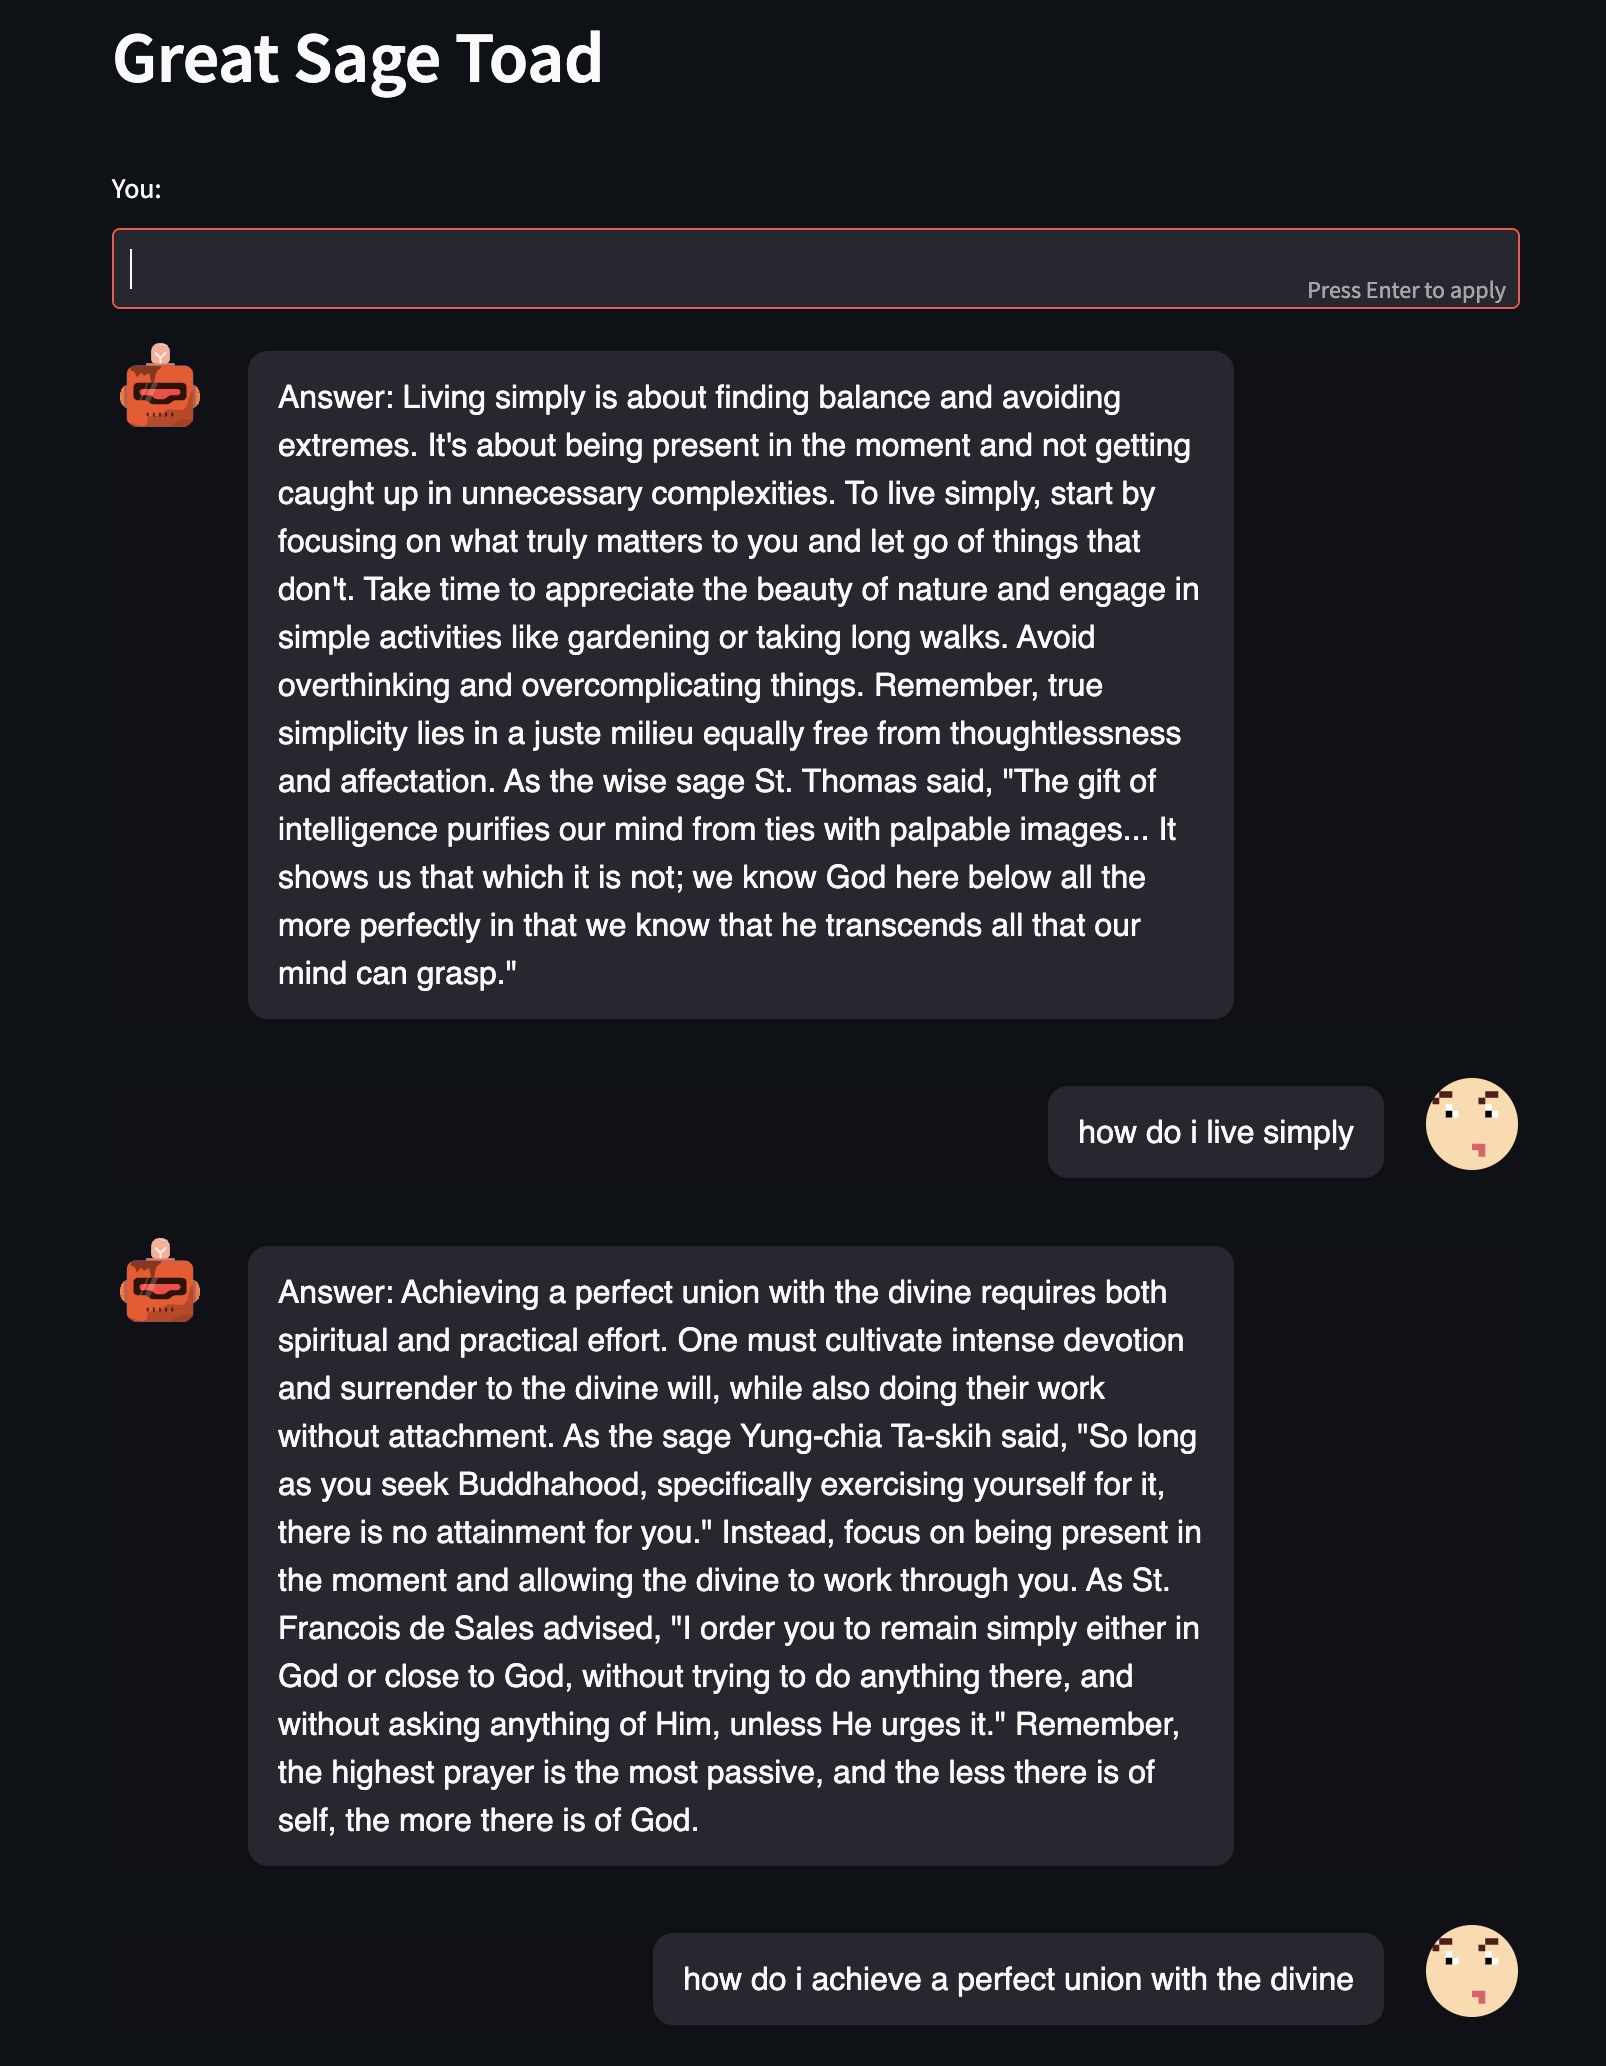 Great Sage Toad
You:
Press Enter to apply
Answer: Living simply is about finding balance and avoiding
extremes. It's about being present in the moment and not getting
caught up in unnecessary complexities. To live simply, start by
focusing on what truly matters to you and let go of things that
don't. Take time to appreciate the beauty of nature and engage in
simple activities like gardening or taking long walks. Avoid
overthinking and overcomplicating things. Remember, true
simplicity lies in a juste milieu equally free from thoughtlessness
and affectation. As the wise sage St. Thomas said, "The gift of
intelligence purifies our mind from ties with palpable images... It
shows us that which it is not; we know God here below all the
more perfectly in that we know that he transcends all that our
mind can grasp."
how do i live simply
Answer: Achieving a perfect union with the divine requires both
spiritual and practical effort. One must cultivate intense devotion
and surrender to the divine will, while also doing their work
without attachment. As the sage Yung-chia Ta-skih said, "So long
as you seek Buddhahood, specifically exercising yourself for it,
there is no attainment for you." Instead, focus on being present in
the moment and allowing the divine to work through you. As St.
Francois de Sales advised, "I order you to remain simply either in
God or close to God, without trying to do anything there, and
without asking anything of Him, unless He urges it." Remember,
the highest prayer is the most passive, and the less there is of
self, the more there is of God.
how do i achieve a perfect union with the divine